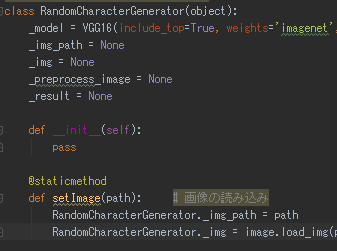 class RandomCharacterGenerator(object):
_model = VGG16(include_top=True, weights='imagenet',
_img_path = None
_img = None
_preprocess_image = None
_result = None
def __init__(self):
pass
@staticmethod
def setImage(path): # 画像の読み込み
RandomCharacterGenerator._img_path = path
RandomCharacterGenerator._img = image.load_img(